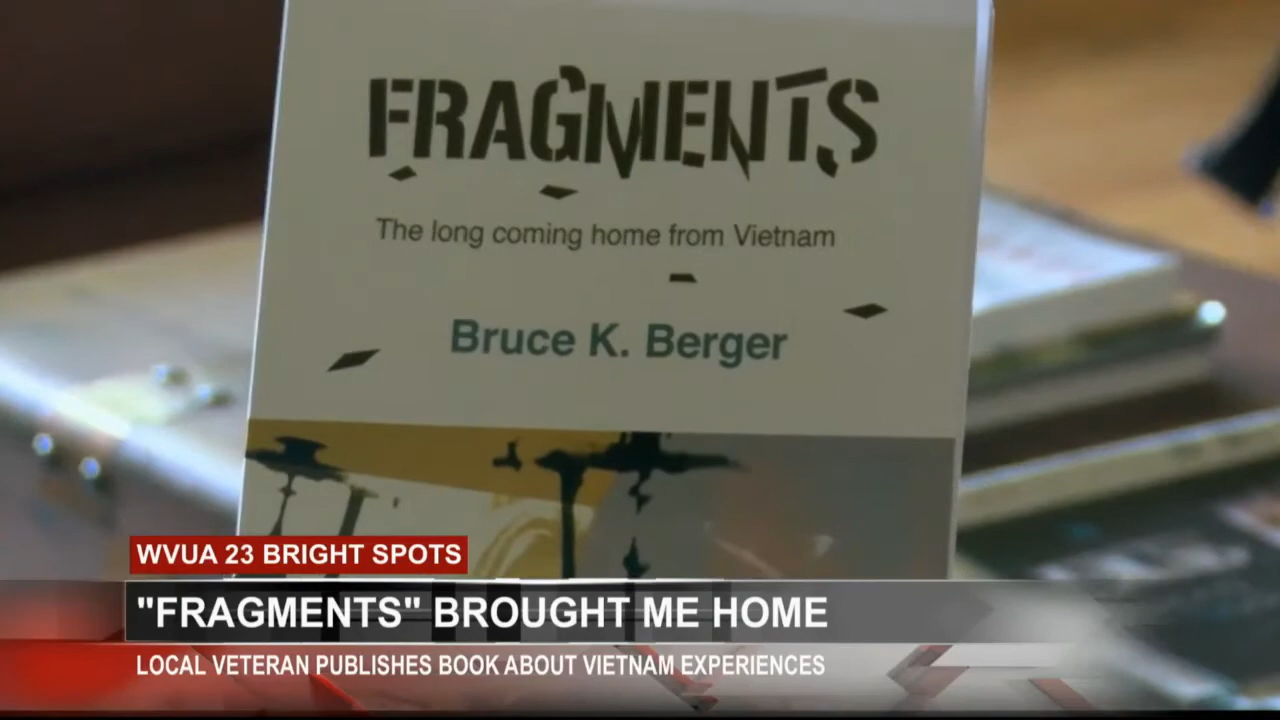 FRAGMENTS
The long coming home from Vietnam
Bruce K. Berger
WVUA 23 BRIGHT SPOTS
"FRAGMENTS" BROUGHT ME HOME
LOCAL VETERAN PUBLISHES BOOK ABOUT VIETNAM EXPERIENCES